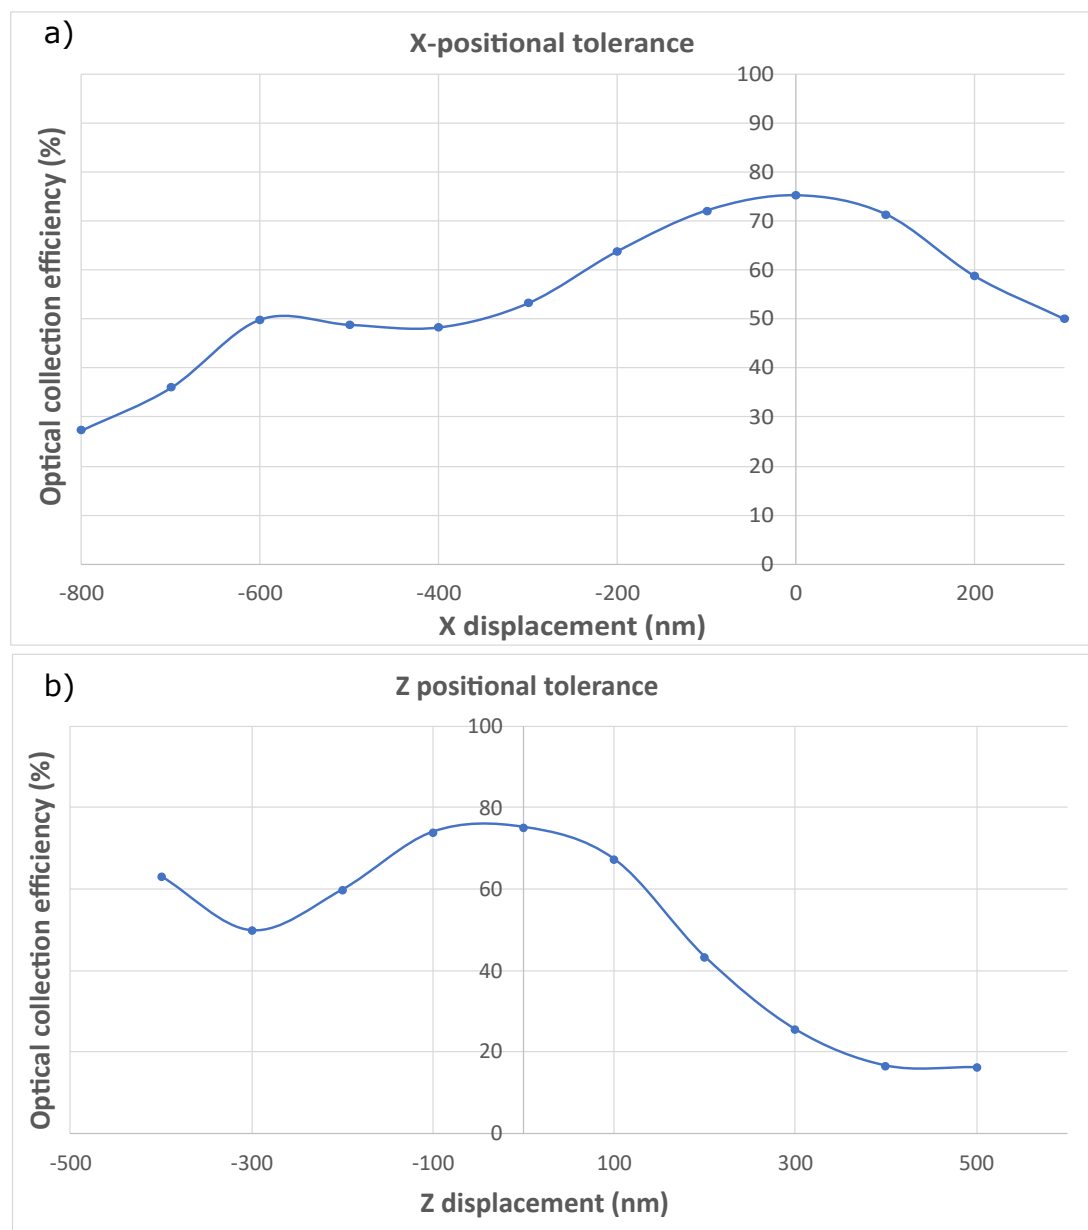 a)
X-positional tolerance
Optical collection efficiency (%)
100
90
80
70
60
50
40
30
20
10
0
-800 -600 -400 -200 0 200
X displacement (nm)
b)
Z positional tolerance
Optical collection efficiency (%)
100
80
60
40
20
0
-500 -300 -100 100 300 500
Z displacement (nm)